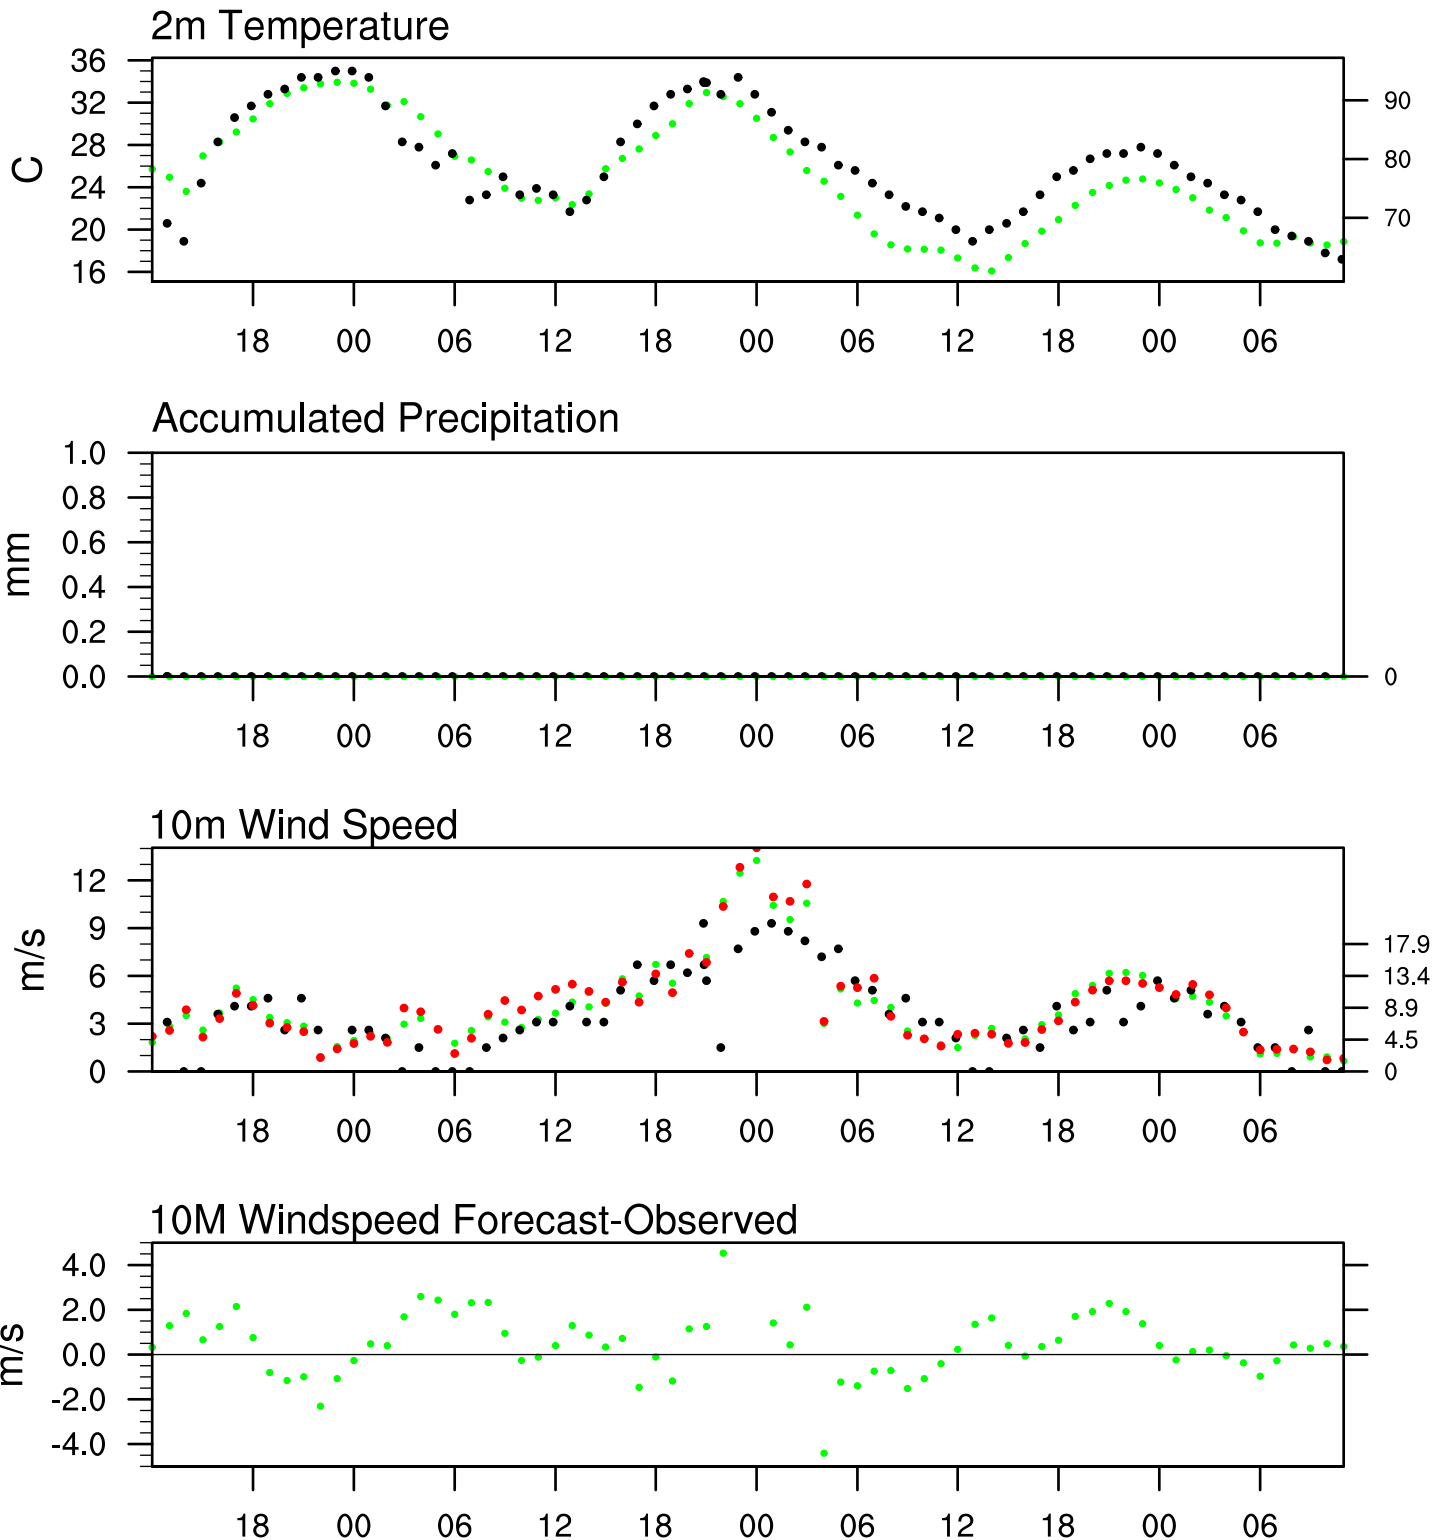 2m Temperature
36
32
28
24
20
16
C
90
80
70
18 00 06 12 18 00 06 12 18 00 06
Accumulated Precipitation
1.0
0.8
0.6
0.4
0.2
0.0
mm
0
18 00 06 12 18 00 06 12 18 00 06
10m Wind Speed
12
9
6
3
0
m/s
17.9
13.4
8.9
4.5
0
18 00 06 12 18 00 06 12 18 00 06
10M Windspeed Forecast-Observed
4.0
2.0
0.0
-2.0
-4.0
m/s
18 00 06 12 18 00 06 12 18 00 06